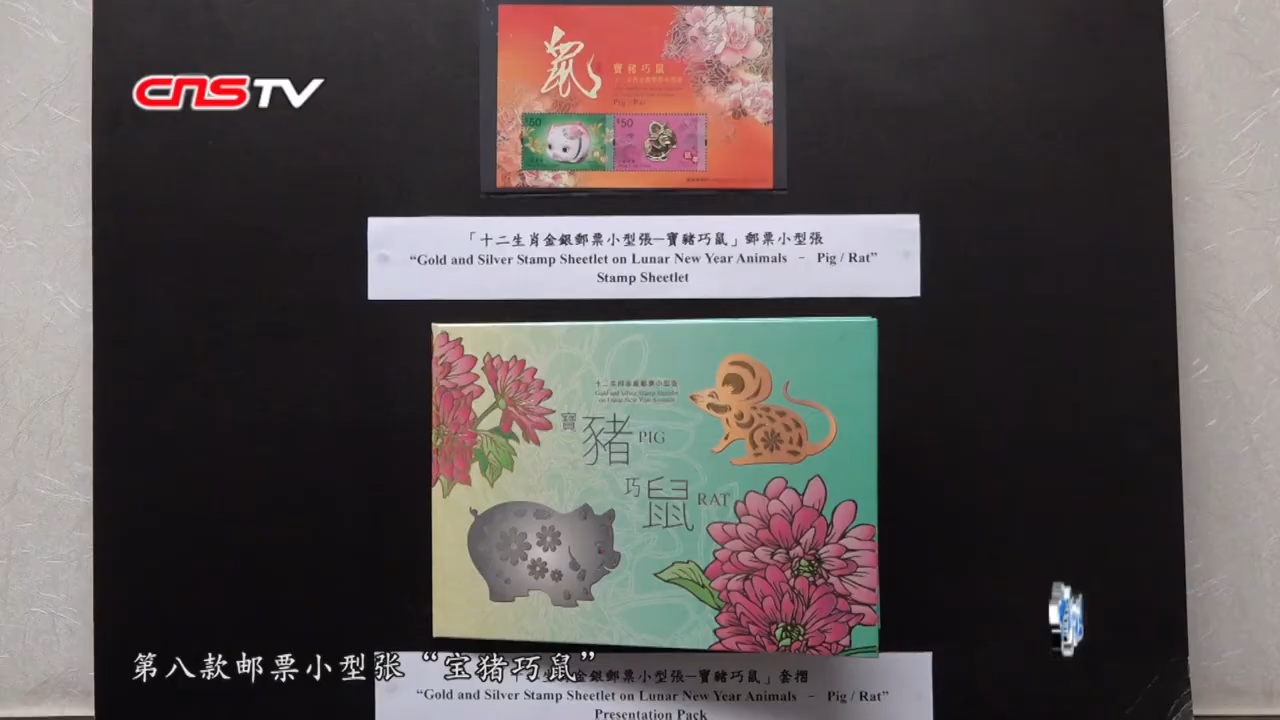 CNSTV
鼠
寶豬巧鼠
Pig / Rat
$50
$50
「十二生肖金銀郵票小型張—寶豬巧鼠」郵票小型張
“Gold and Silver Stamp Sheetlet on Lunar New Year Animals – Pig / Rat”
Stamp Sheetlet
十二生肖金銀郵票小型張
Gold and Silver Stamp Sheetlet
on Lunar New Year Animals
寶豬 PIG
巧鼠 RAT
第八款邮票小型张“宝猪巧鼠”
金銀郵票小型張—寶豬巧鼠」套摺
“Gold and Silver Stamp Sheetlet on Lunar New Year Animals – Pig / Rat”
Presentation Pack